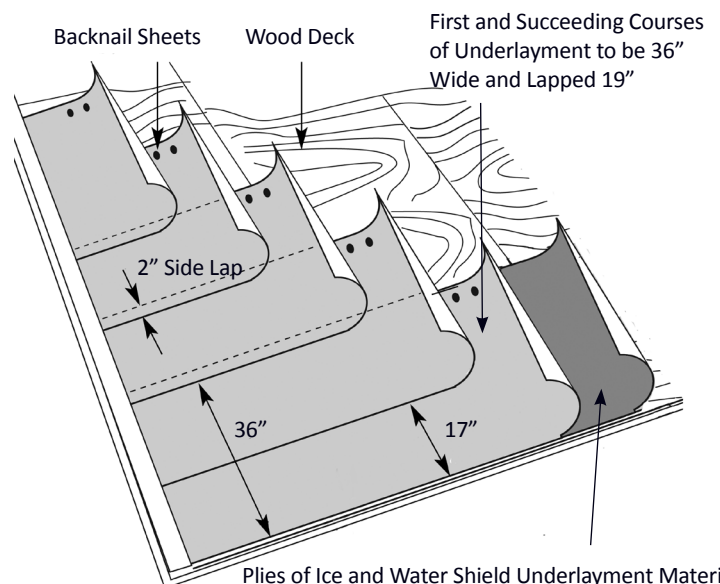 Backnail Sheets
Wood Deck
First and Succeeding Courses
of Underlayment to be 36”
Wide and Lapped 19”
2” Side Lap
36”
17”
Plies of Ice and Water Shield Underlayment Materi